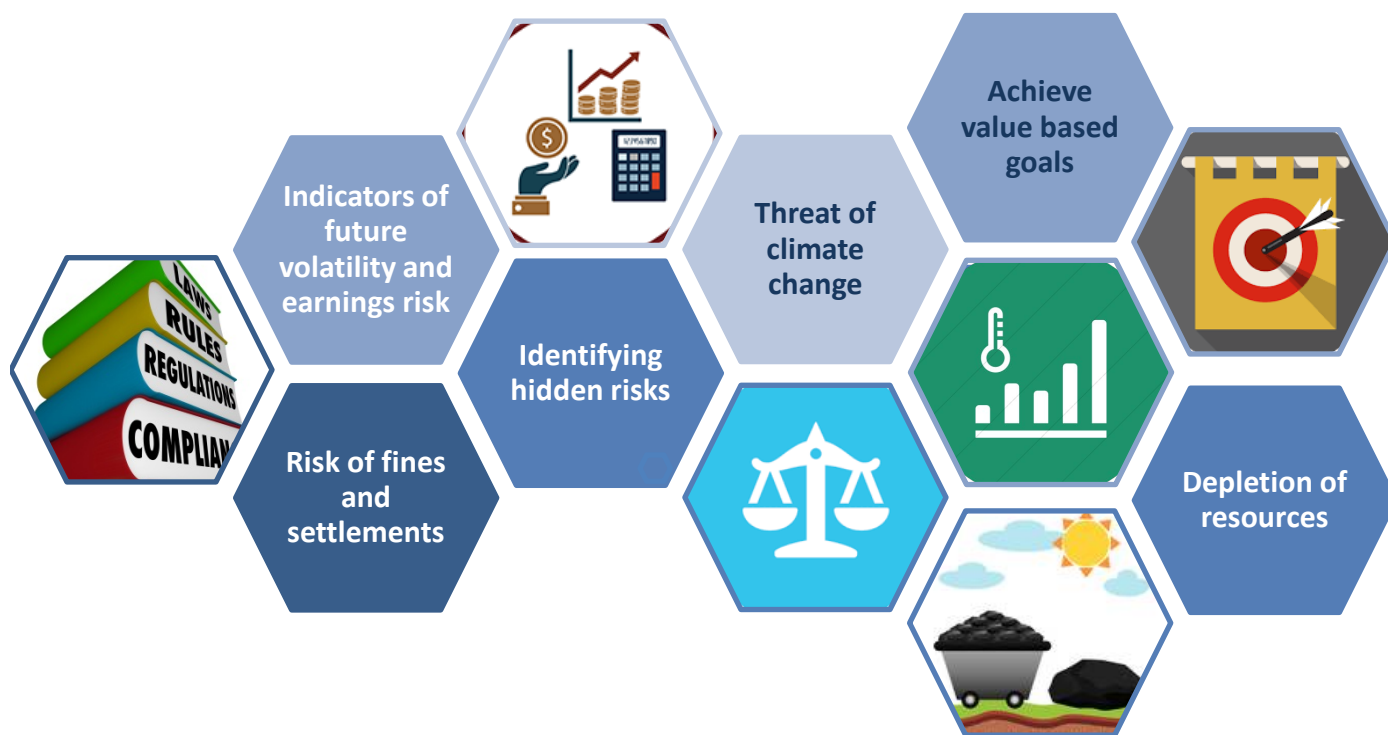 Achieve
value based
goals
Indicators of
future
volatility and
earnings risk
Threat of
climate
change
LAWS
RULES
REGULATIONS
COMPLIAN
Identifying
hidden risks
Risk of fines
and
settlements
Depletion of
resources
$